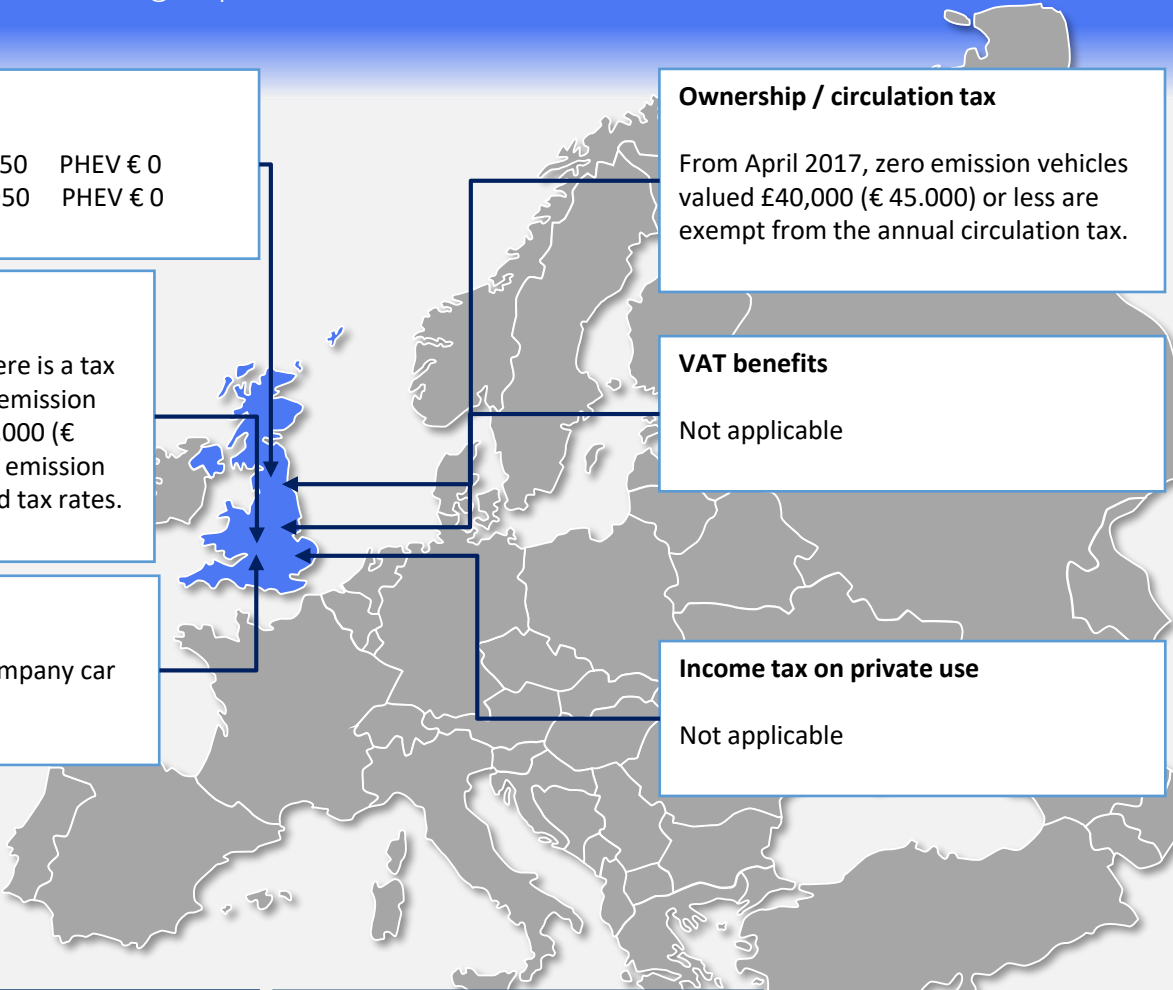 50 PHEV € 0
50 PHEV € 0
ere is a tax
emission
000 (€
emission
d tax rates.
mpany car
Ownership / circulation tax
From April 2017, zero emission vehicles
valued £40,000 (€ 45.000) or less are
exempt from the annual circulation tax.
VAT benefits
Not applicable
Income tax on private use
Not applicable